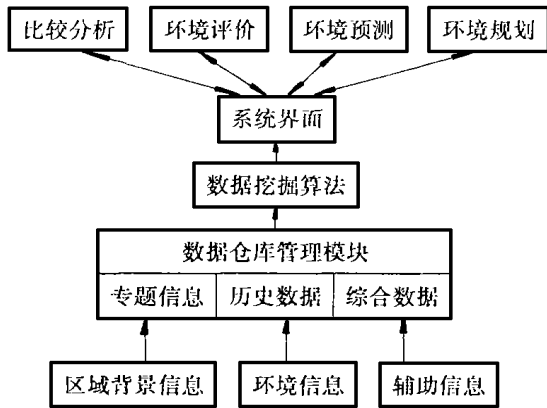 比较分析 环境评价 环境预测 环境规划
系统界面
数据挖掘算法
数据仓库管理模块
专题信息 历史数据 综合数据
区域背景信息 环境信息 辅助信息